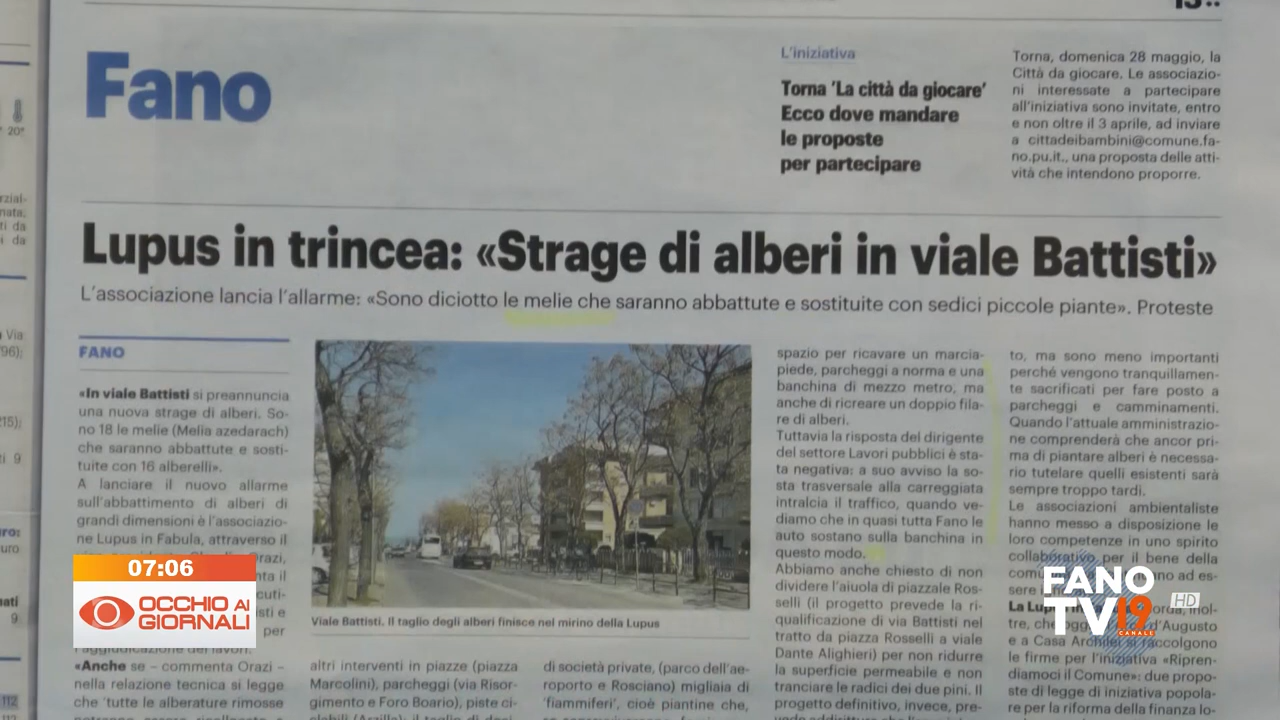 15..
Fano
L'iniziativa
Torna 'La città da giocare'
Ecco dove mandare
le proposte
per partecipare
Torna, domenica 28 maggio, la
Città da giocare. Le associazio-
ni interessate a partecipare
all'iniziativa sono invitate, entro
e non oltre il 3 aprile, ad inviare
a cittadeibambini@comune.fa-
no.pu.it., una proposta delle atti-
vità che intendono proporre.
Lupus in trincea: «Strage di alberi in viale Battisti»
L'associazione lancia l'allarme: «Sono diciotto le melie che saranno abbattute e sostituite con sedici piccole piante». Proteste
FANO
«In viale Battisti si preannuncia
una nuova strage di alberi. So-
no 18 le melie (Melia azedarach)
che saranno abbattute e sosti-
tuite con 16 alberelli».
A lanciare il nuovo allarme
sull'abbattimento di alberi di
grandi dimensioni è l'associazio-
ne Lupus in Fabula, attraverso il
Orazi,
per
aggiudicazione dei lavori.
«Anche se – commenta Orazi –
nella relazione tecnica si legge
che 'tutte le alberature rimosse
Viale Battisti. Il taglio degli alberi finisce nel mirino della Lupus
altri interventi in piazze (piazza
Marcolini), parcheggi (via Risor-
gimento e Foro Boario), piste ci-
di società private, (parco dell'ae-
roporto e Rosciano) migliaia di
'fiammiferi', cioè piantine che,
spazio per ricavare un marcia-
piede, parcheggi a norma e una
banchina di mezzo metro, ma
anche di ricreare un doppio fila-
re di alberi.
Tuttavia la risposta del dirigente
del settore Lavori pubblici è sta-
ta negativa: a suo avviso la so-
sta trasversale alla carreggiata
intralcia il traffico, quando ve-
diamo che in quasi tutta Fano le
auto sostano sulla banchina in
questo modo.
Abbiamo anche chiesto di non
dividere l'aiuola di piazzale Ros-
selli (il progetto prevede la ri-
qualificazione di via Battisti nel
tratto da piazza Rosselli a viale
Dante Alighieri) per non ridurre
la superficie permeabile e non
tranciare le radici dei due pini. Il
progetto definitivo, invece, pre-
to, ma sono meno importanti
perché vengono tranquillamen-
te sacrificati per fare posto a
parcheggi e camminamenti.
Quando l'attuale amministrazio-
ne comprenderà che ancor pri-
ma di piantare alberi è necessa-
rio tutelare quelli esistenti sarà
sempre troppo tardi.
Le associazioni ambientaliste
hanno messo a disposizione le
loro competenze in uno spirito
collaborativo per il bene della
no ad es-
sere
La Lupus
tre, che
d'Augusto
e a Casa Archilei si raccolgono
le firme per l'iniziativa «Ripren-
diamoci il Comune»: due propo-
ste di legge di iniziativa popola-
re per la riforma della finanza lo-
07:06
OCCHIO AI
GIORNALI
FANO
TV19
CANALE
HD